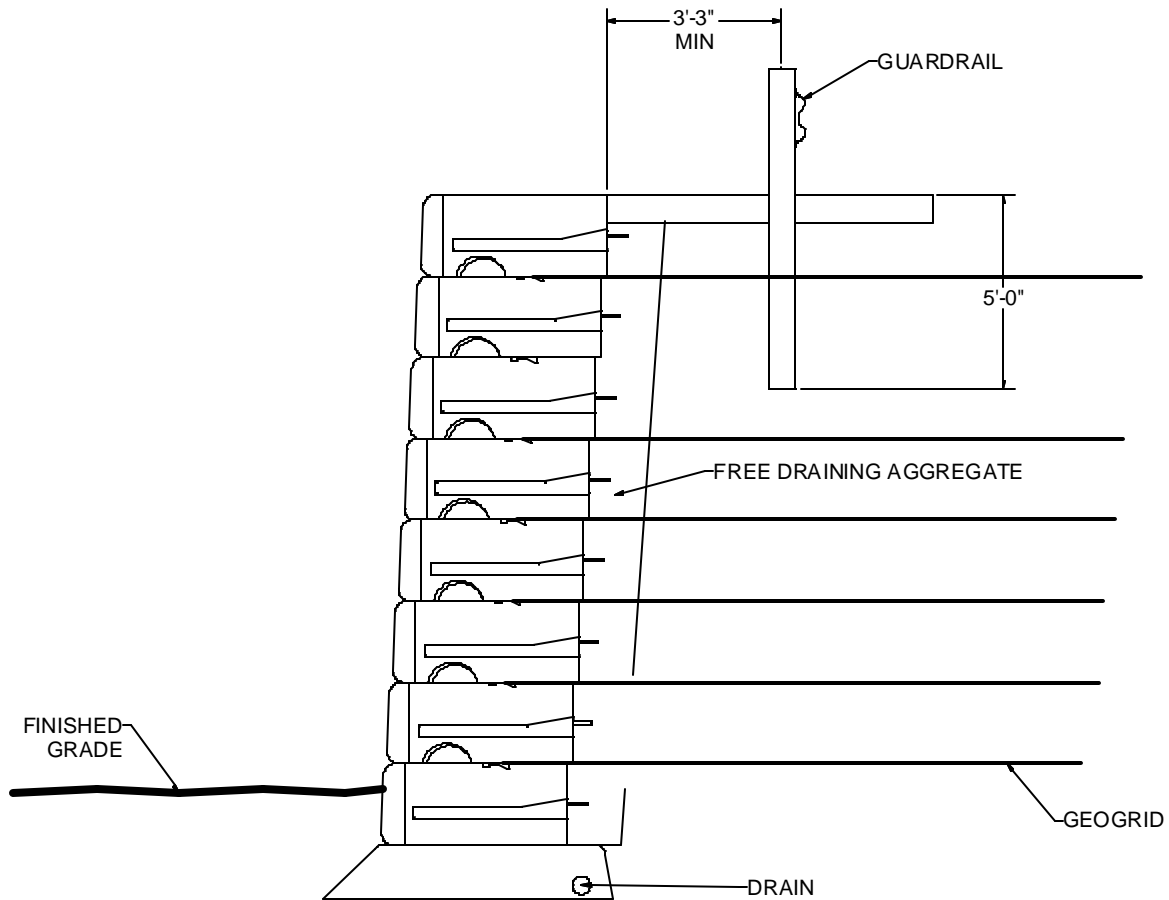 3'-3"
MIN
GUARDRAIL
5'-0"
FREE DRAINING AGGREGATE
FINISHED
GRADE
GEOGRID
DRAIN